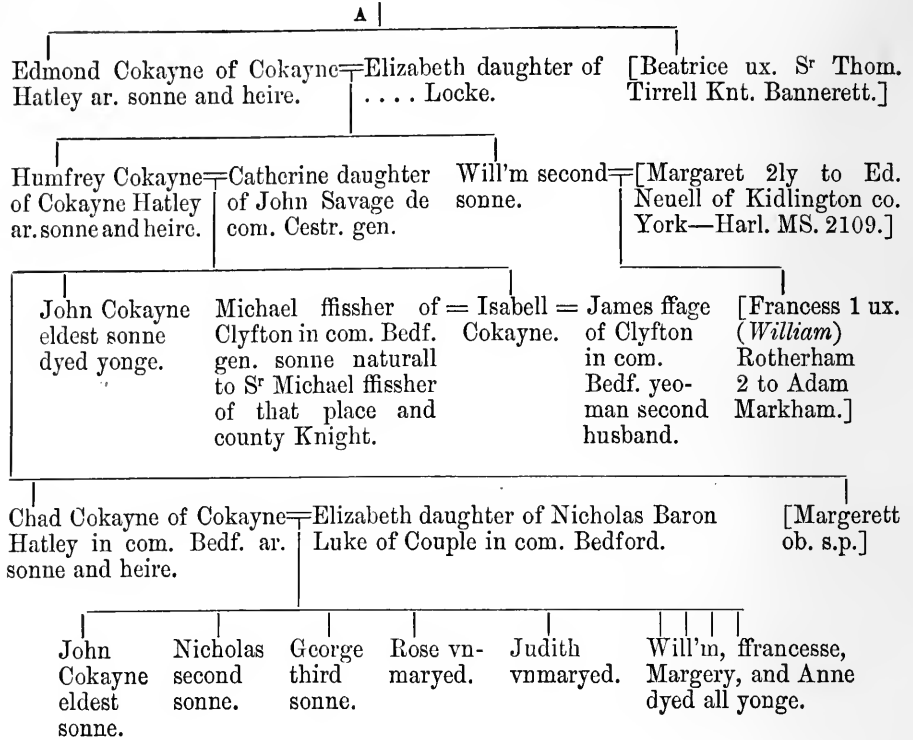 A
Edmond Cokayne of Cokayne
Hatley ar. sonne and heire.
Elizabeth daughter of
.... Locke.
[Beatrice ux. Sr Thom.
Tirrell Knt. Bannerett.]
Humfrey Cokayne
of Cokayne Hatley
ar. sonne and heire.
Catherine daughter
of John Savage de
com. Cestr. gen.
Will'm second
sonne.
[Margaret 2ly to Ed.
Neuell of Kidlington co.
York—Harl. MS. 2109.]
John Cokayne
eldest sonne
dyed yonge.
Michael ffissher of
Clyfton in com. Bedf.
gen. sonne naturall
to Sr Michael ffissher
of that place and
county Knight.
= Isabell =
Cokayne.
James ffage
of Clyfton
in com.
Bedf. yeo-
man second
husband.
[Francess 1 ux.
(William)
Rotherham
2 to Adam
Markham.]
Chad Cokayne of Cokayne
Hatley in com. Bedf. ar.
sonne and heire.
Elizabeth daughter of Nicholas Baron
Luke of Couple in com. Bedford.
[Margerett
ob. s.p.]
John
Cokayne
eldest
sonne.
Nicholas
second
sonne.
George
third
sonne.
Rose vn-
maryed.
Judith
vnmaryed.
Will'm, ffrancesse,
Margery, and Anne
dyed all yonge.